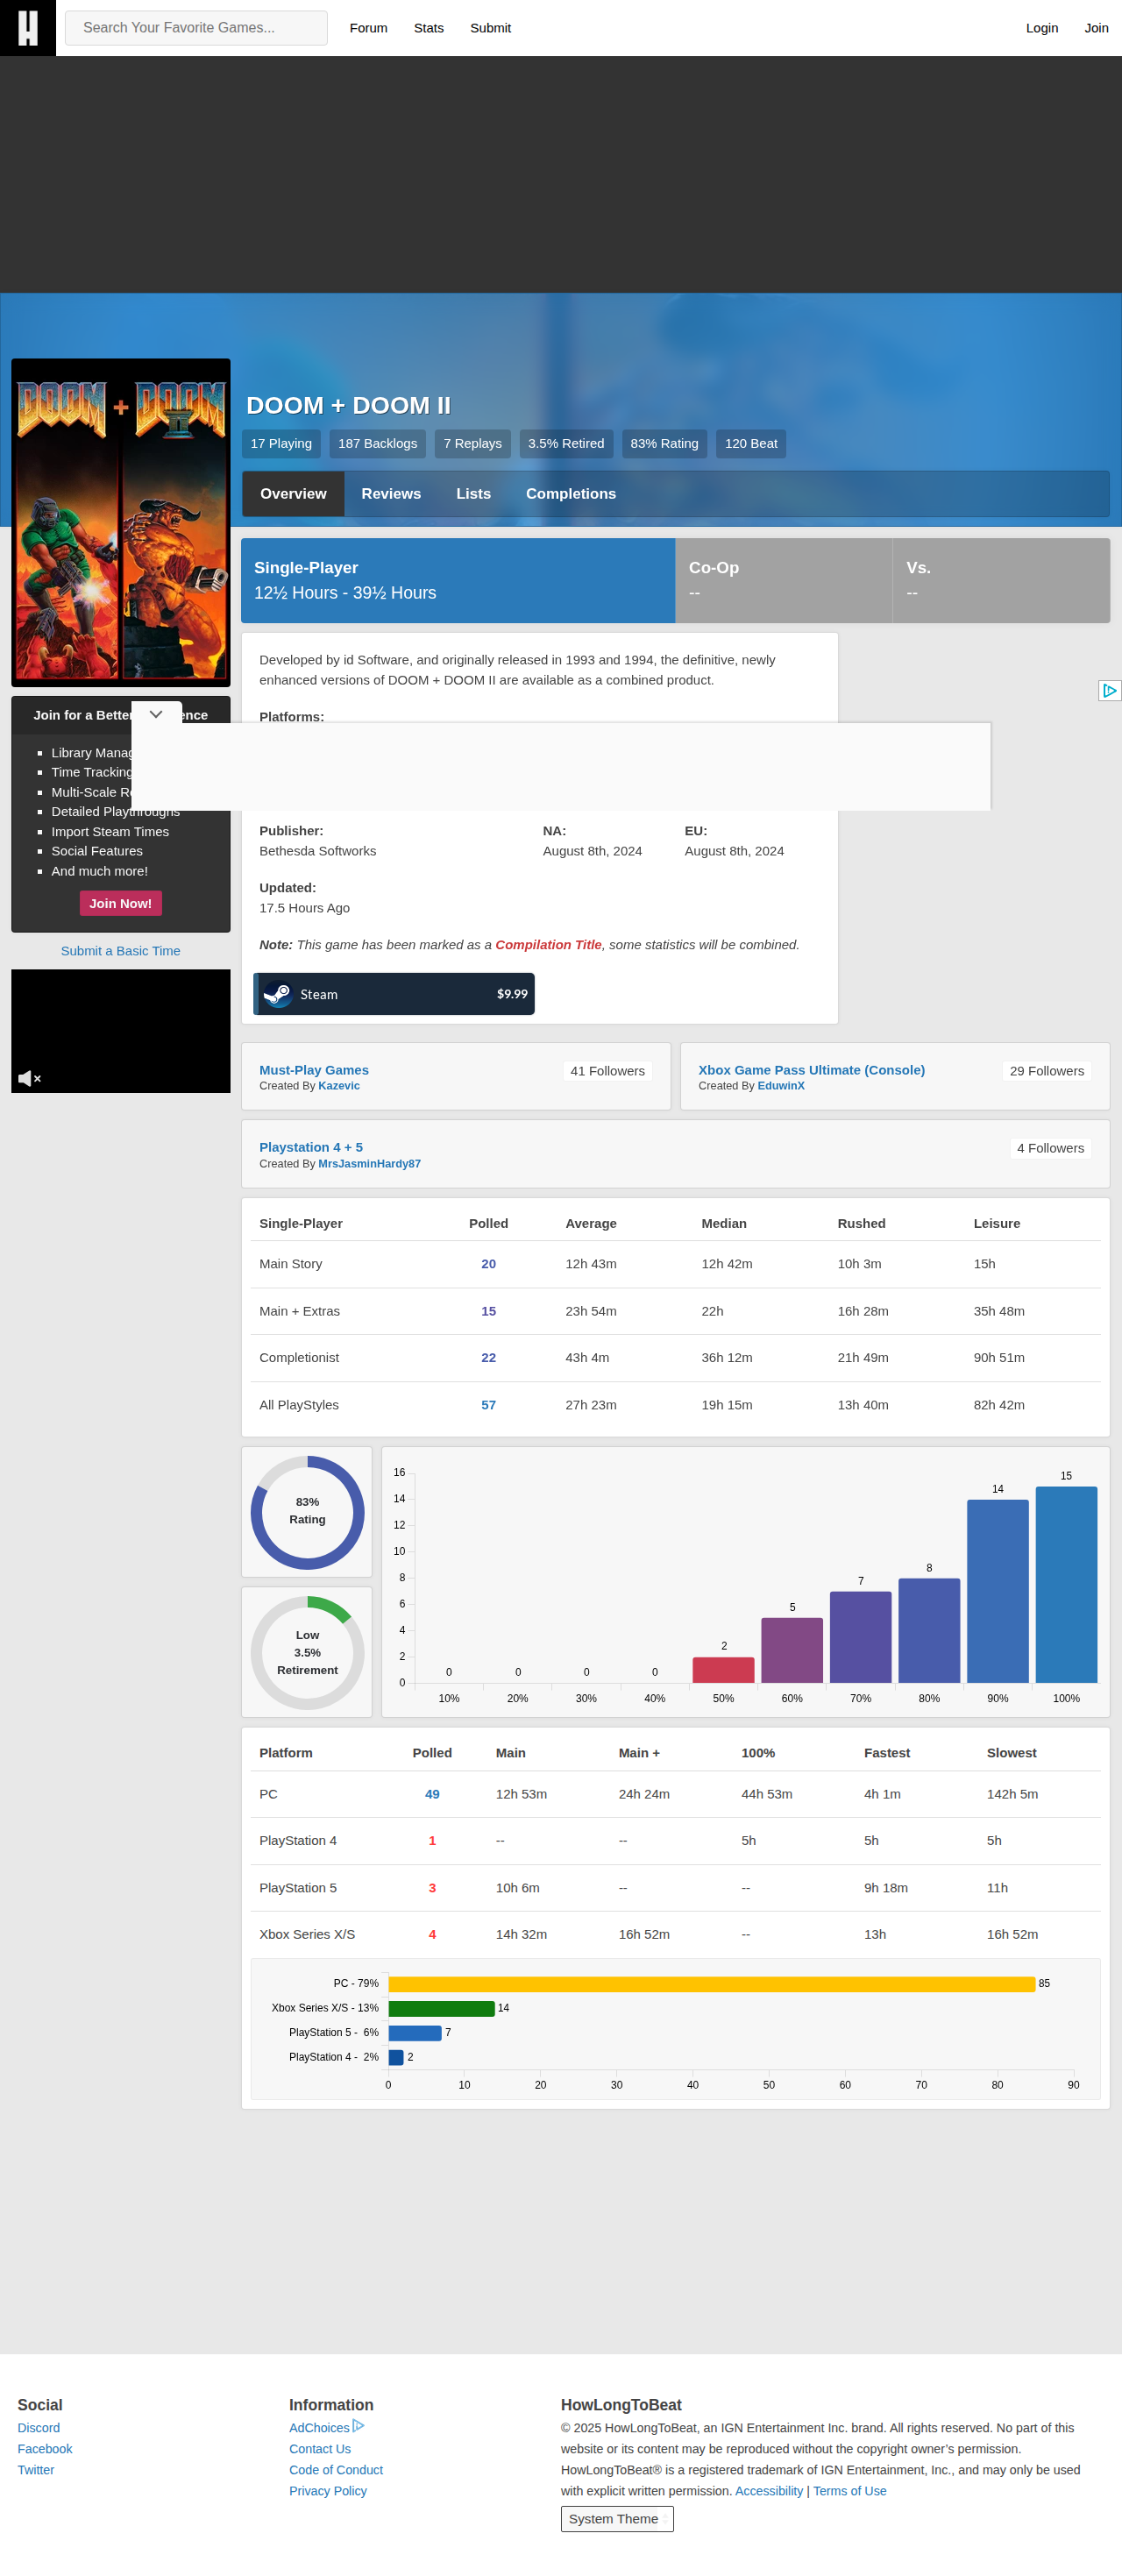 H
Search Your Favorite Games... Forum Stats Submit Login Join
DOOM + DOOM
DOOM + DOOM II
17 Playing 187 Backlogs 7 Replays 3.5% Retired 83% Rating 120 Beat
Overview Reviews Lists Completions
Single-Player Co-Op Vs.
12½ Hours - 39½ Hours -- --
Developed by id Software, and originally released in 1993 and 1994, the definitive, newly
enhanced versions of DOOM + DOOM II are available as a combined product.
Platforms:
Join for a Better ence
Library Manag
Time Tracking
Multi-Scale Re
Detailed Playthroughs
Import Steam Times
Social Features
And much more!
Join Now!
Submit a Basic Time
Publisher: NA: EU:
Bethesda Softworks August 8th, 2024 August 8th, 2024
Updated:
17.5 Hours Ago
Note: This game has been marked as a Compilation Title, some statistics will be combined.
Steam $9.99
Must-Play Games 41 Followers
Created By Kazevic
Xbox Game Pass Ultimate (Console) 29 Followers
Created By EduwinX
Playstation 4 + 5 4 Followers
Created By MrsJasminHardy87
Single-Player Polled Average Median Rushed Leisure
Main Story 20 12h 43m 12h 42m 10h 3m 15h
Main + Extras 15 23h 54m 22h 16h 28m 35h 48m
Completionist 22 43h 4m 36h 12m 21h 49m 90h 51m
All PlayStyles 57 27h 23m 19h 15m 13h 40m 82h 42m
83%
Rating
Low
3.5%
Retirement
16
14
12
10
8
6
4
2
0
0 0 0 0 2 5 7 8 14 15
10% 20% 30% 40% 50% 60% 70% 80% 90% 100%
Platform Polled Main Main + 100% Fastest Slowest
PC 49 12h 53m 24h 24m 44h 53m 4h 1m 142h 5m
PlayStation 4 1 -- -- 5h 5h 5h
PlayStation 5 3 10h 6m -- -- 9h 18m 11h
Xbox Series X/S 4 14h 32m 16h 52m -- 13h 16h 52m
PC - 79% 85
Xbox Series X/S - 13% 14
PlayStation 5 - 6% 7
PlayStation 4 - 2% 2
0 10 20 30 40 50 60 70 80 90
Social
Discord
Facebook
Twitter
Information
AdChoices
Contact Us
Code of Conduct
Privacy Policy
HowLongToBeat
© 2025 HowLongToBeat, an IGN Entertainment Inc. brand. All rights reserved. No part of this
website or its content may be reproduced without the copyright owner’s permission.
HowLongToBeat® is a registered trademark of IGN Entertainment, Inc., and may only be used
with explicit written permission. Accessibility | Terms of Use
System Theme